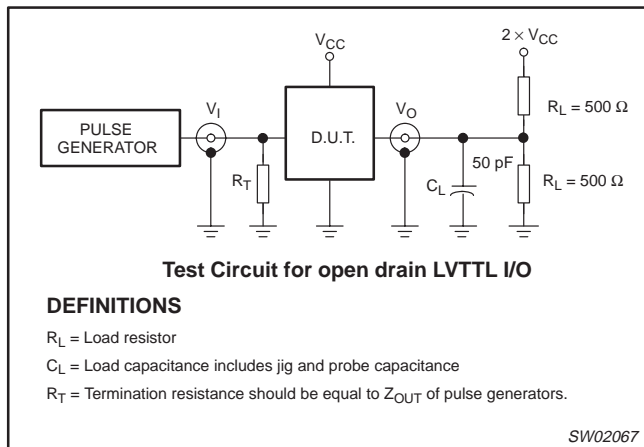 V_CC
2 × V_CC
V_I
V_O
R_L = 500 Ω
PULSE
GENERATOR
D.U.T.
50 pF
R_T
C_L
R_L = 500 Ω
Test Circuit for open drain LVTTL I/O
DEFINITIONS
R_L = Load resistor
C_L = Load capacitance includes jig and probe capacitance
R_T = Termination resistance should be equal to Z_OUT of pulse generators.
SW02067